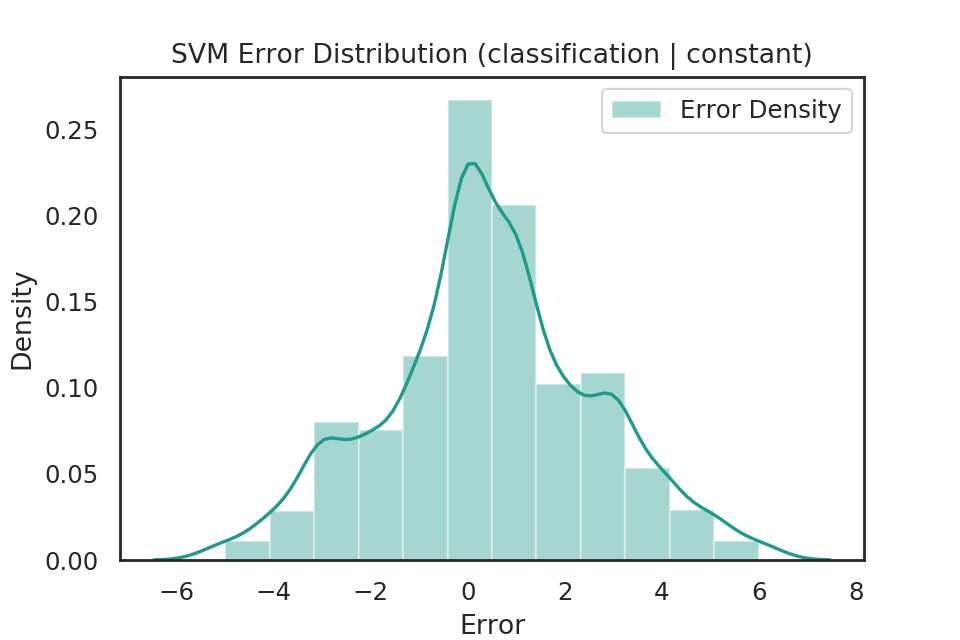 SVM Error Distribution (classification | constant)
Error Density
Density
0.25
0.20
0.15
0.10
0.05
0.00
−6 −4 −2 0 2 4 6 8
Error